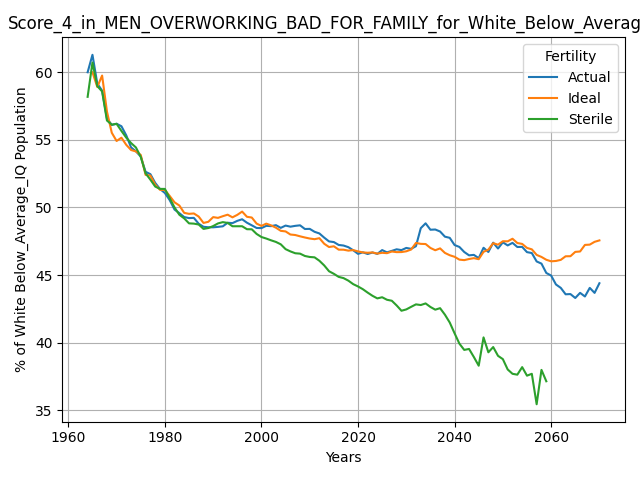 Score_4_in_MEN_OVERWORKING_BAD_FOR_FAMILY_for_White_Below_Averag
% of White Below_Average_IQ Population
60
55
50
45
40
35
Fertility
Actual
Ideal
Sterile
1960
1980
2000
2020
2040
2060
Years